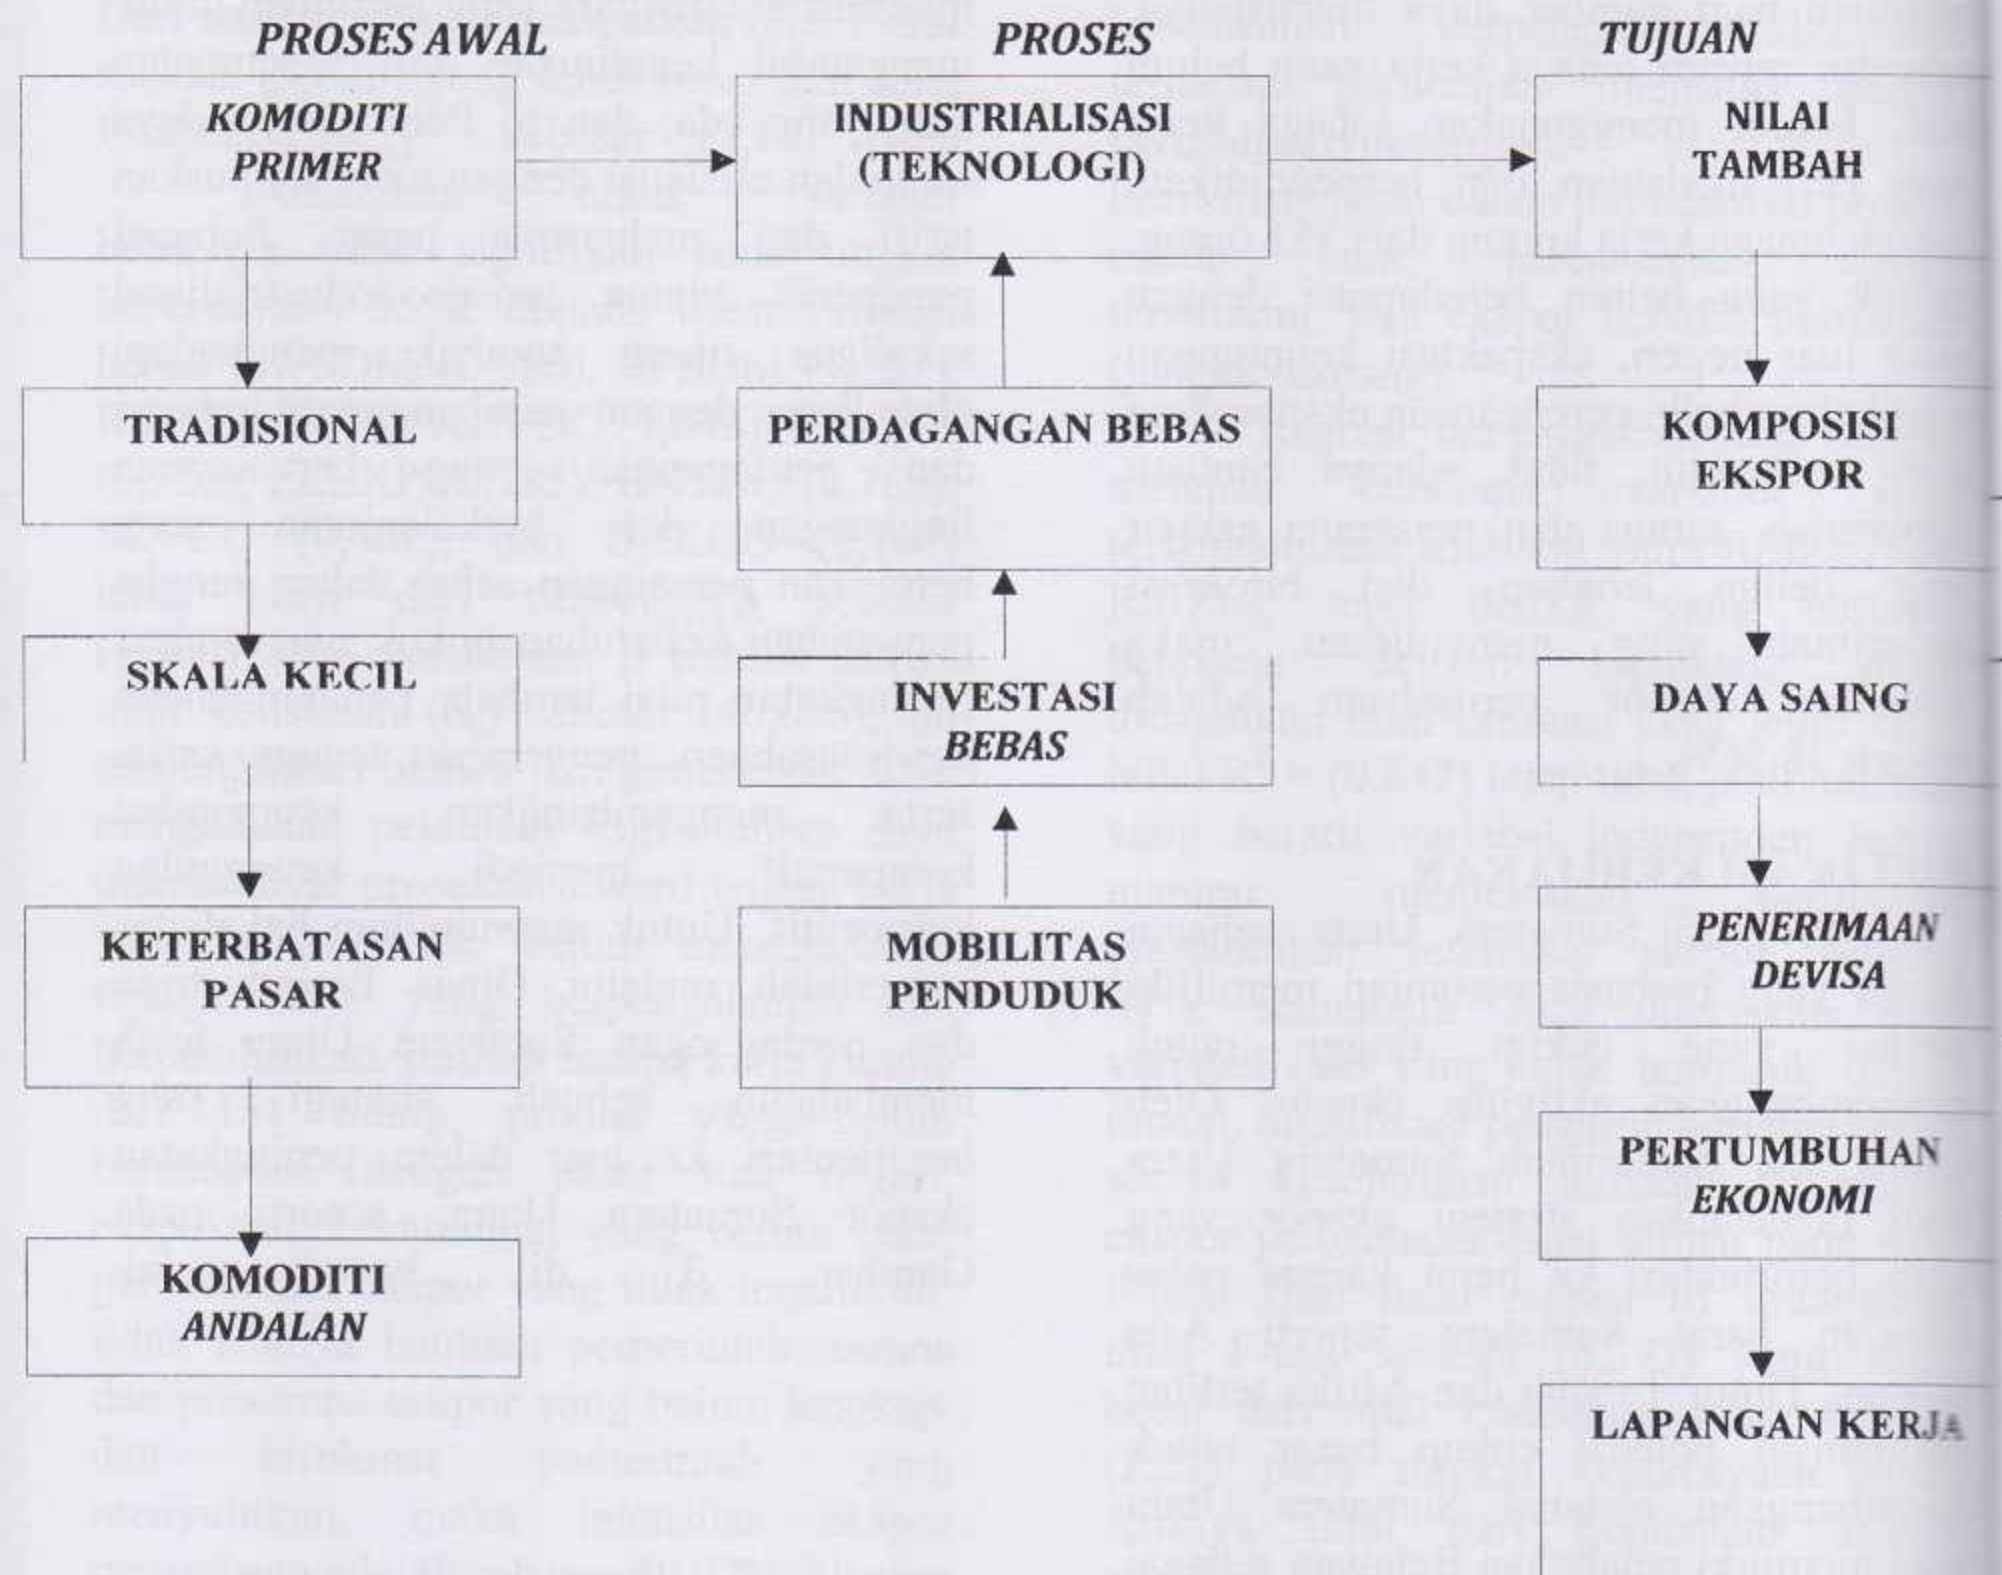 PROSES AWAL
KOMODITI
PRIMER
TRADISIONAL
SKALA KECIL
KETERBATASAN
PASAR
KOMODITI
ANDALAN
PROSES
INDUSTRIALISASI
(TEKNOLOGI)
PERDAGANGAN BEBAS
INVESTASI
BEBAS
MOBILITAS
PENDUDUK
TUJUAN
NILAI
TAMBAH
KOMPOSISI
EKSPOR
DAYA SAING
PENERIMAAN
DEVISA
PERTUMBUHAN
EKONOMI
LAPANGAN KERJA